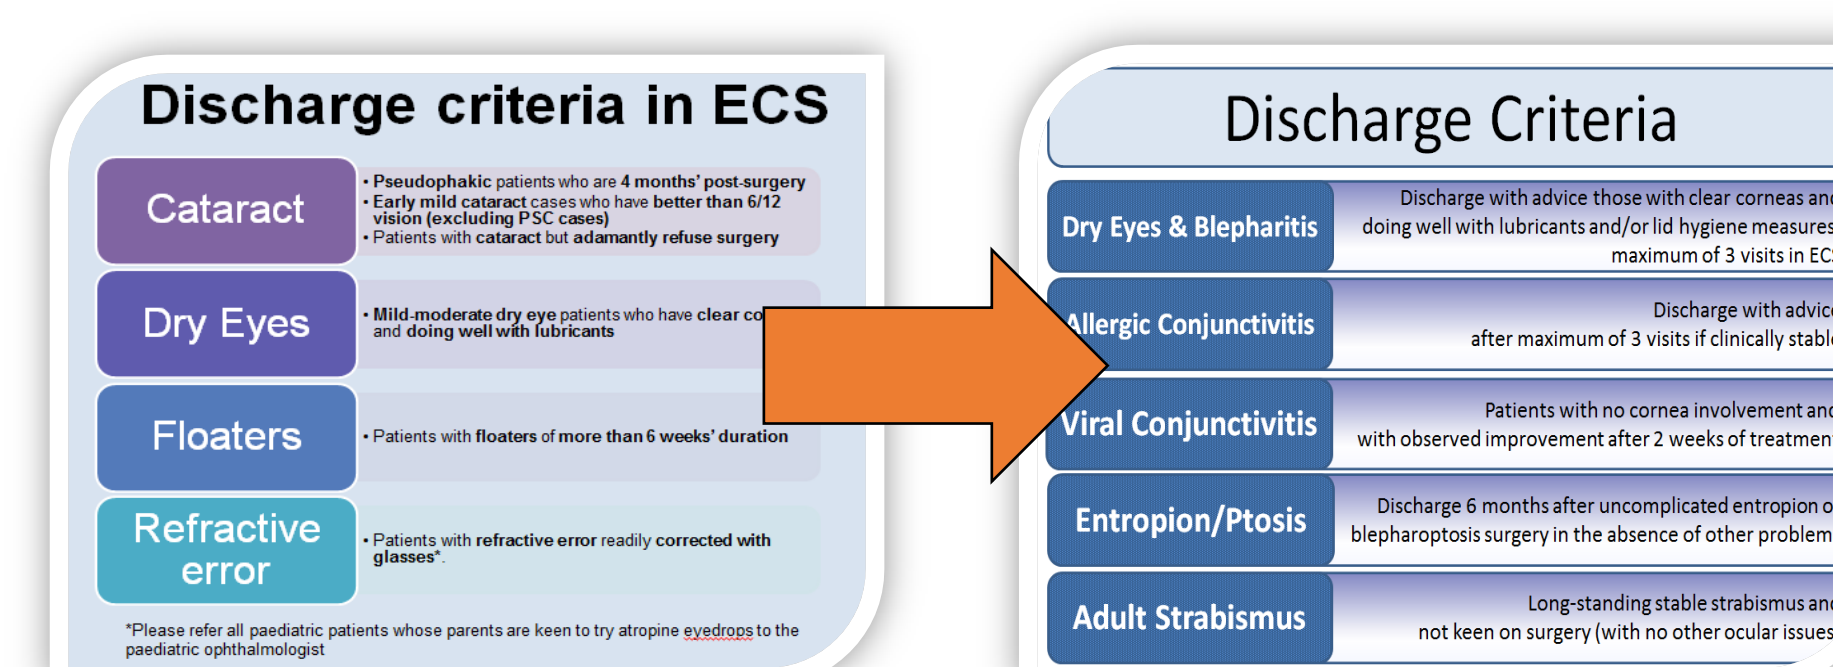 Discharge criteria in ECS
Cataract
• Pseudophakic patients who are 4 months' post-surgery
• Early mild cataract cases who have better than 6/12
vision (excluding PSC cases)
• Patients with cataract but adamantly refuse surgery
Dry Eyes
• Mild-moderate dry eye patients who have clear
and doing well with lubricants
Floaters
• Patients with floaters of more than 6 weeks' duration
Refractive
error
• Patients with refractive error readily corrected with
glasses*.
*Please refer all paediatric patients whose parents are keen to try atropine eyedrops to the
paediatric ophthalmologist
Discharge Criteria
Dry Eyes & Blepharitis
Discharge with advice those with clear corneas and
doing well with lubricants and/or lid hygiene measures
maximum of 3 visits in ECS
Allergic Conjunctivitis
Discharge with advice
after maximum of 3 visits if clinically stable
Viral Conjunctivitis
Patients with no cornea involvement and
with observed improvement after 2 weeks of treatment
Entropion/Ptosis
Discharge 6 months after uncomplicated entropion
blepharoptosis surgery in the absence of other problem
Adult Strabismus
Long-standing stable strabismus and
not keen on surgery (with no other ocular issues